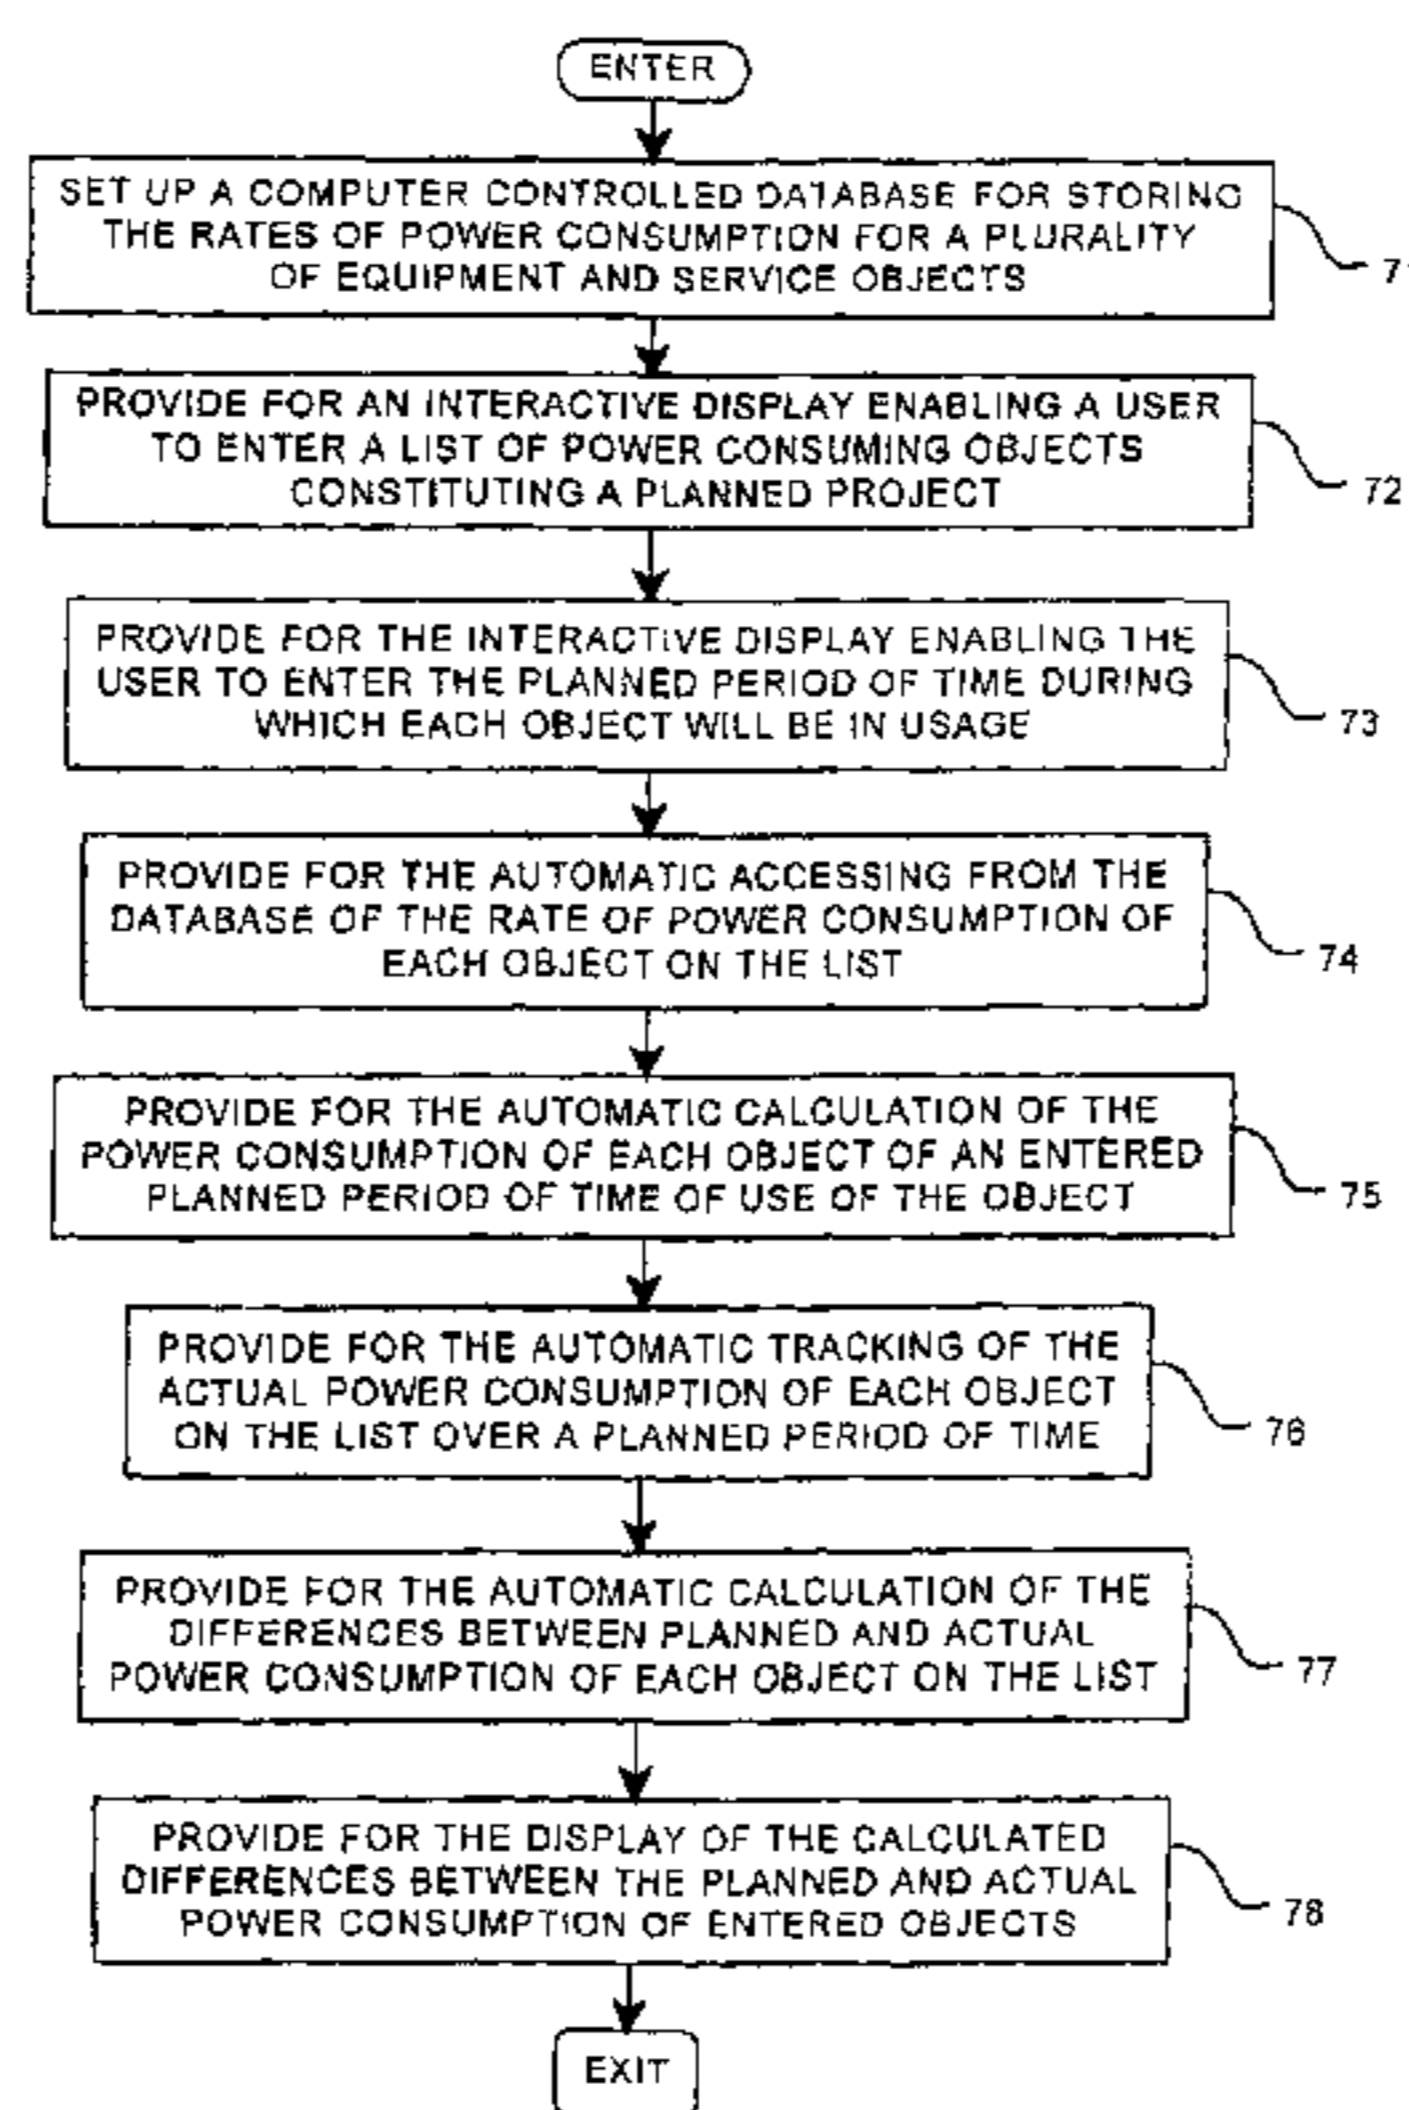 ENTER
SET UP A COMPUTER CONTROLLED DATABASE FOR STORING
THE RATES OF POWER CONSUMPTION FOR A PLURALITY
OF EQUIPMENT AND SERVICE OBJECTS
PROVIDE FOR AN INTERACTIVE DISPLAY ENABLING A USER
TO ENTER A LIST OF POWER CONSUMING OBJECTS
CONSTITUTING A PLANNED PROJECT
72
PROVIDE FOR THE INTERACTIVE DISPLAY ENABLING THE
USER TO ENTER THE PLANNED PERIOD OF TIME DURING
WHICH EACH OBJECT WILL BE IN USAGE
73
PROVIDE FOR THE AUTOMATIC ACCESSING FROM THE
DATABASE OF THE RATE OF POWER CONSUMPTION OF
EACH OBJECT ON THE LIST
74
PROVIDE FOR THE AUTOMATIC CALCULATION OF THE
POWER CONSUMPTION OF EACH OBJECT OF AN ENTERED
PLANNED PERIOD OF TIME OF USE OF THE OBJECT
75
PROVIDE FOR THE AUTOMATIC TRACKING OF THE
ACTUAL POWER CONSUMPTION OF EACH OBJECT
ON THE LIST OVER A PLANNED PERIOD OF TIME
76
PROVIDE FOR THE AUTOMATIC CALCULATION OF THE
DIFFERENCES BETWEEN PLANNED AND ACTUAL
POWER CONSUMPTION OF EACH OBJECT ON THE LIST
77
PROVIDE FOR THE DISPLAY OF THE CALCULATED
DIFFERENCES BETWEEN THE PLANNED AND ACTUAL
POWER CONSUMPTION OF ENTERED OBJECTS
78
EXIT